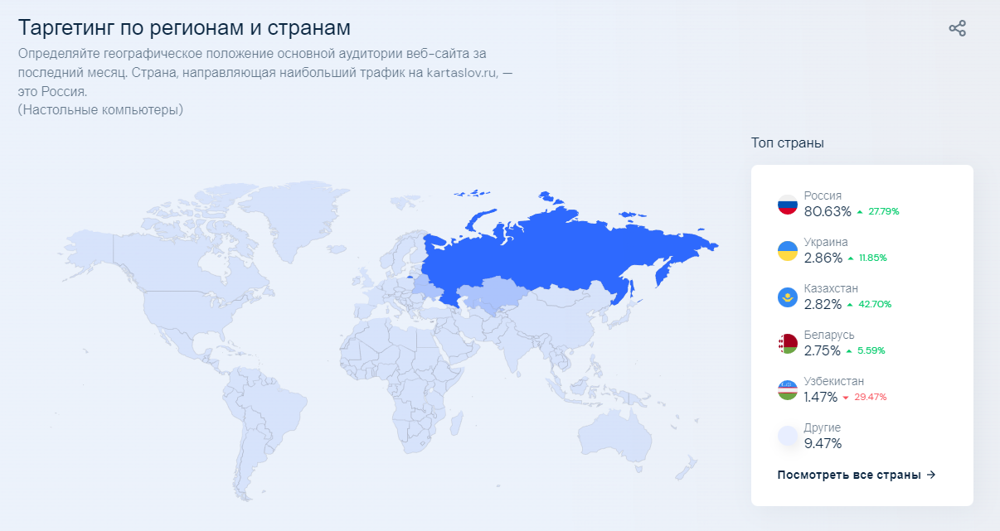 Таргетинг по регионам и странам
Определяйте географическое положение основной аудитории веб-сайта за
последний месяц. Страна, направляющая наибольший трафик на kartaslov.ru, —
это Россия.
(Настольные компьютеры)
Топ страны
Россия
80.63% ▲ 27.79%
Украина
2.86% ▲ 11.85%
Казахстан
2.82% ▲ 42.70%
Беларусь
2.75% ▲ 5.59%
Узбекистан
1.47% ▼ 29.47%
Другие
9.47%
Посмотреть все страны →